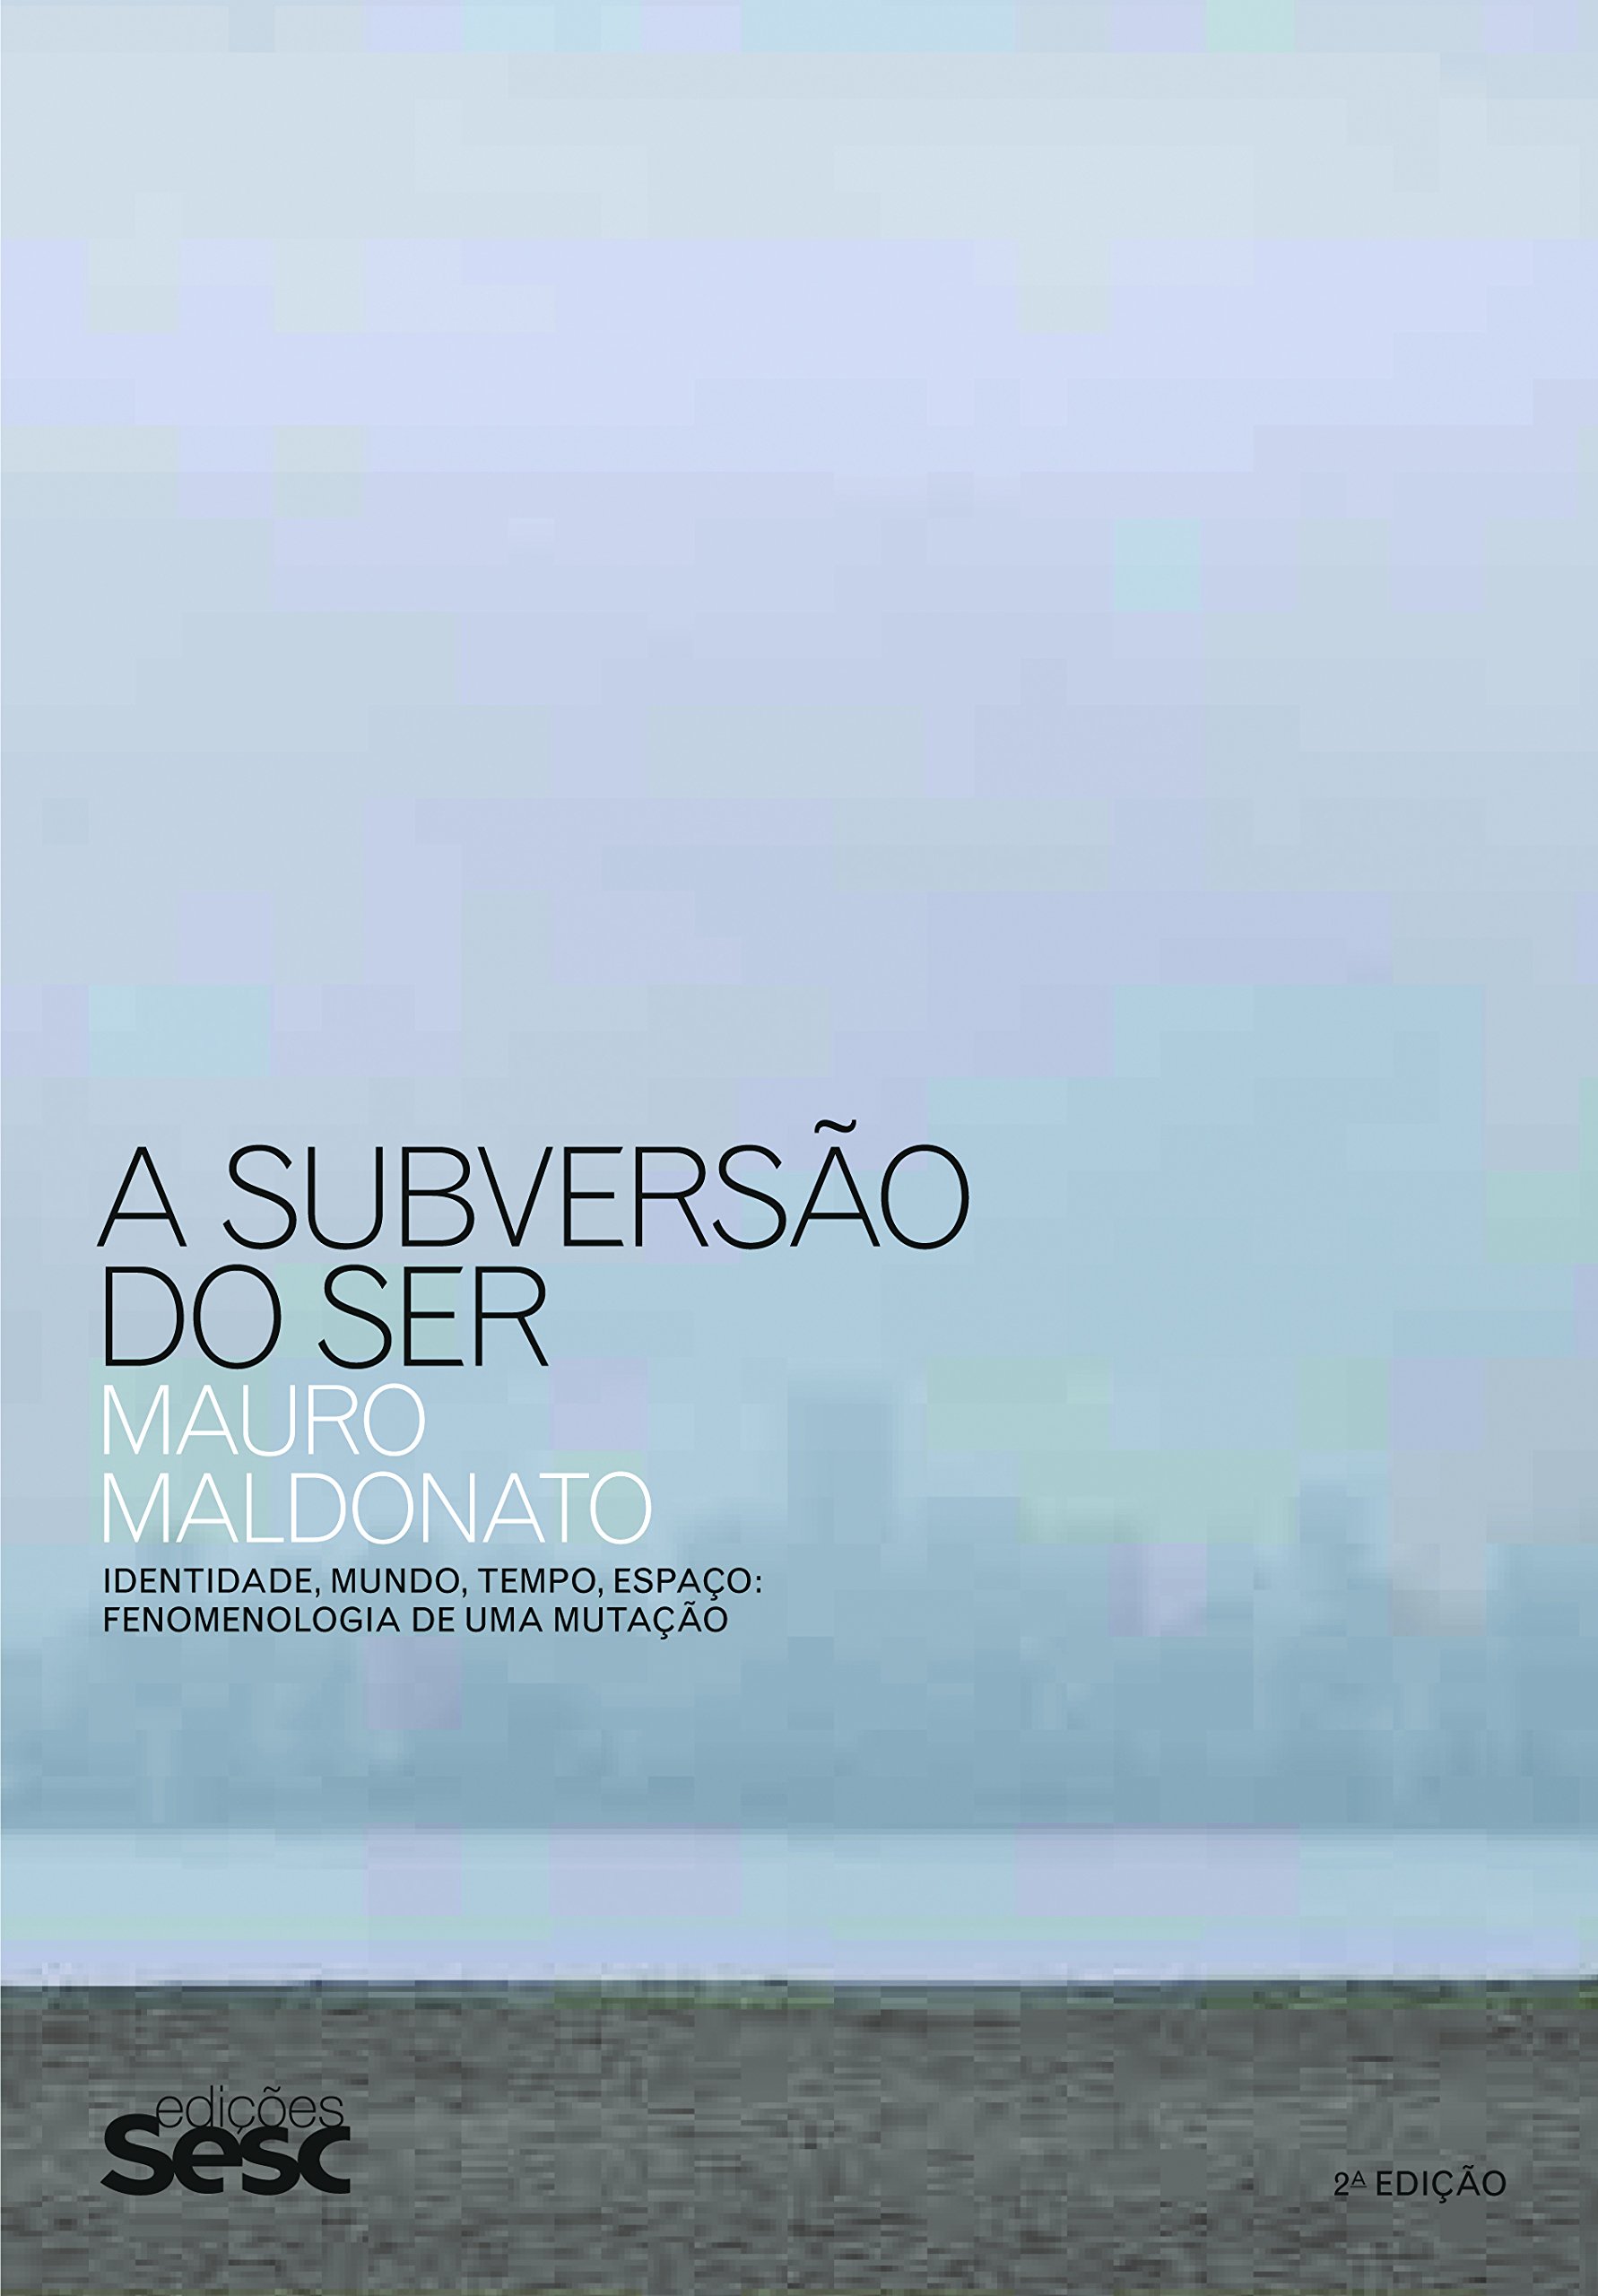 A SUBVERSÃO
DO SER
MAURO
MALDONATO
IDENTIDADE, MUNDO, TEMPO, ESPAÇO:
FENOMENOLOGIA DE UMA MUTAÇÃO
edições
Sesc
2ª EDIÇÃO